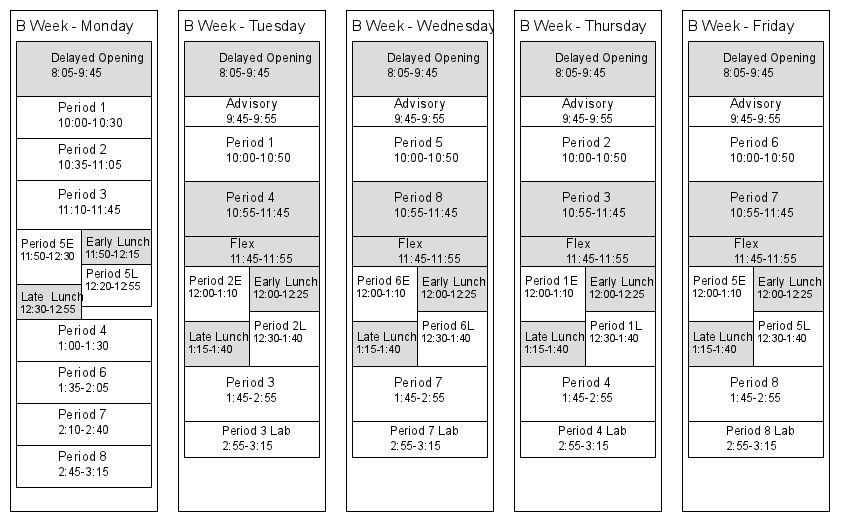 B Week - Monday
Delayed Opening
8:05-9:45
Period 1
10:00-10:30
Period 2
10:35-11:05
Period 3
11:10-11:45
Period 5E
11:50-12:30
Early Lunch
11:50-12:15
Period 5L
12:20-12:55
Late Lunch
12:30-12:55
Period 4
1:00-1:30
Period 6
1:35-2:05
Period 7
2:10-2:40
Period 8
2:45-3:15
B Week - Tuesday
Delayed Opening
8:05-9:45
Advisory
9:45-9:55
Period 1
10:00-10:50
Period 4
10:55-11:45
Flex
11:45-11:55
Period 2E
12:00-1:10
Early Lunch
12:00-12:25
Period 2L
12:30-1:40
Late Lunch
1:15-1:40
Period 3
1:45-2:55
Period 3 Lab
2:55-3:15
B Week - Wednesday
Delayed Opening
8:05-9:45
Advisory
9:45-9:55
Period 5
10:00-10:50
Period 8
10:55-11:45
Flex
11:45-11:55
Period 6E
12:00-1:10
Early Lunch
12:00-12:25
Period 6L
12:30-1:40
Late Lunch
1:15-1:40
Period 7
1:45-2:55
Period 7 Lab
2:55-3:15
B Week - Thursday
Delayed Opening
8:05-9:45
Advisory
9:45-9:55
Period 2
10:00-10:50
Period 3
10:55-11:45
Flex
11:45-11:55
Period 1E
12:00-1:10
Early Lunch
12:00-12:25
Period 1L
12:30-1:40
Late Lunch
1:15-1:40
Period 4
1:45-2:55
Period 4 Lab
2:55-3:15
B Week - Friday
Delayed Opening
8:05-9:45
Advisory
9:45-9:55
Period 6
10:00-10:50
Period 7
10:55-11:45
Flex
11:45-11:55
Period 5E
12:00-1:10
Early Lunch
12:00-12:25
Period 5L
12:30-1:40
Late Lunch
1:15-1:40
Period 8
1:45-2:55
Period 8 Lab
2:55-3:15